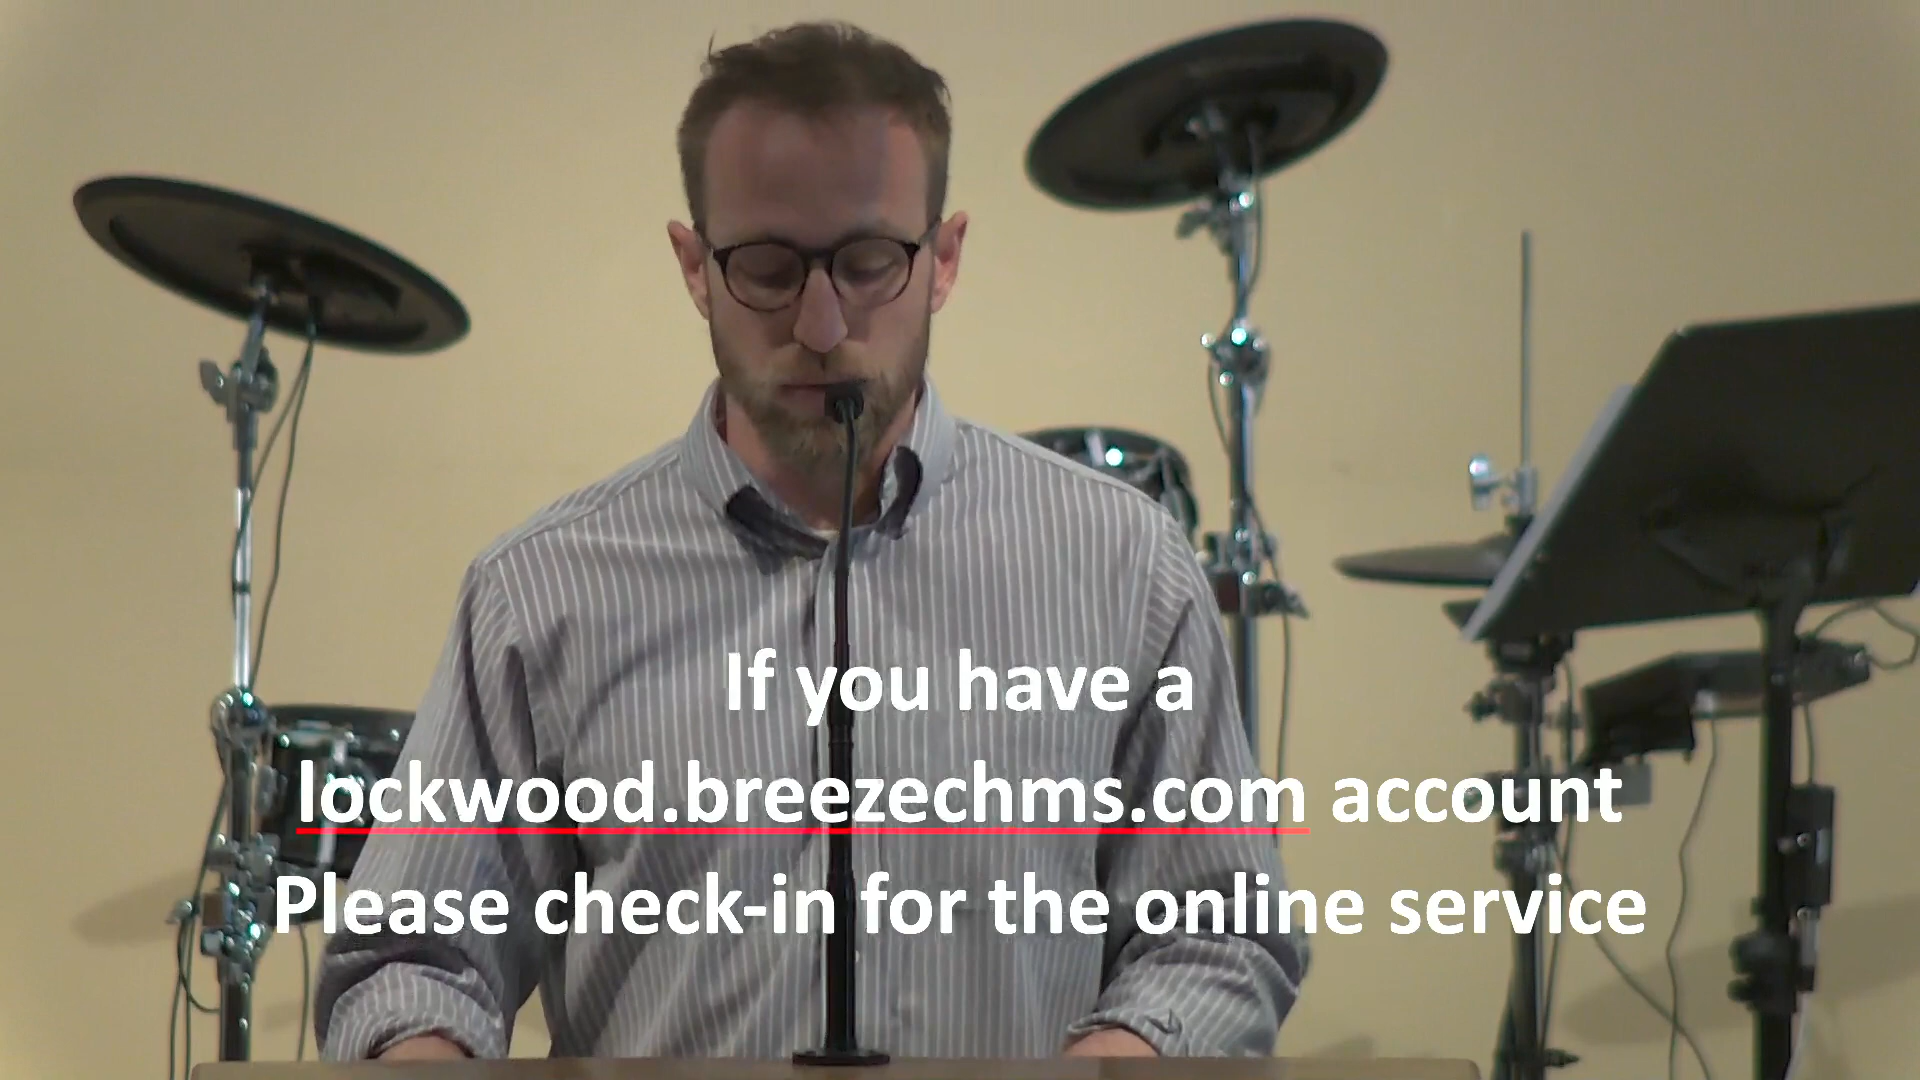 If you have a
lockwood.breezechms.com account
Please check-in for the online service